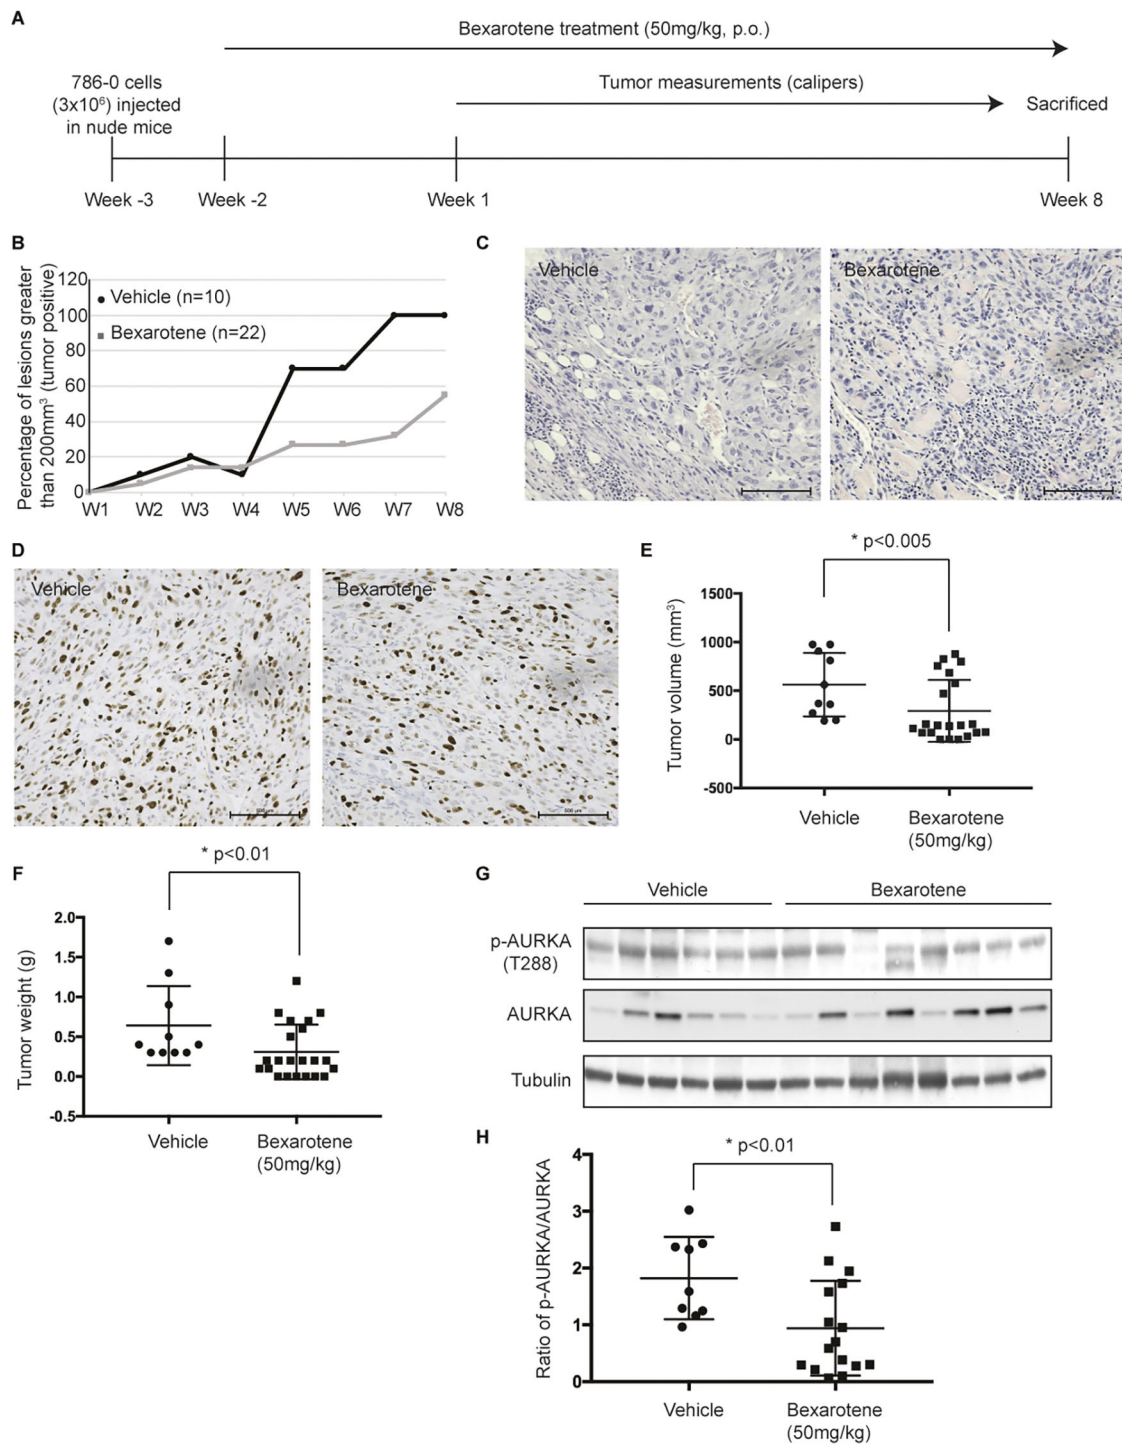 A
Bexarotene treatment (50mg/kg, p.o.)
786-0 cells
(3x10⁶) injected
in nude mice
Tumor measurements (calipers)
Sacrificed
Week -3
Week -2
Week 1
Week 8
B
Percentage of lesions greater
than 200mm³ (tumor positive)
120
100
80
60
40
20
0
Vehicle (n=10)
Bexarotene (n=22)
W1 W2 W3 W4 W5 W6 W7 W8
C
Vehicle
Bexarotene
D
Vehicle
Bexarotene
500 µm
500 µm
E
* p<0.005
Tumor volume (mm³)
1500
1000
500
0
-500
Vehicle
Bexarotene
(50mg/kg)
F
* p<0.01
Tumor weight (g)
2.0
1.5
1.0
0.5
0.0
-0.5
Vehicle
Bexarotene
(50mg/kg)
G
Vehicle
Bexarotene
p-AURKA
(T288)
AURKA
Tubulin
H
* p<0.01
Ratio of p-AURKA/AURKA
4
3
2
1
0
Vehicle
Bexarotene
(50mg/kg)